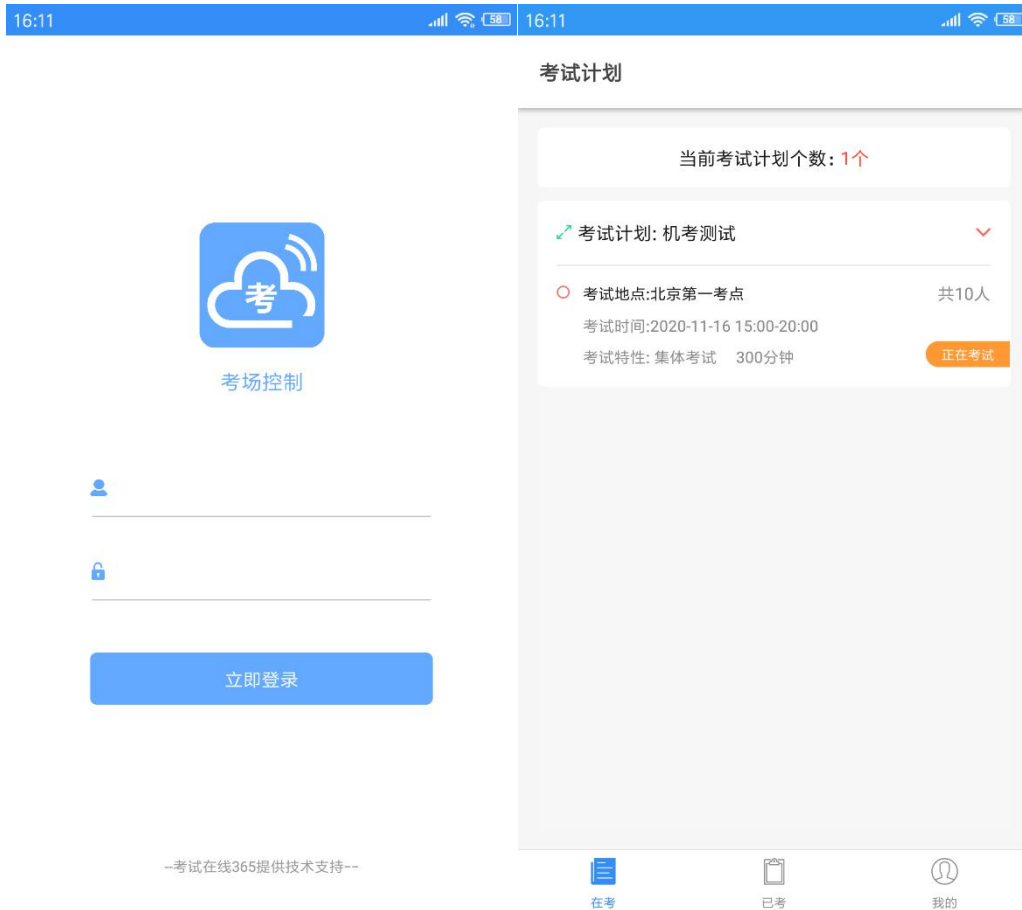 16:11
58
考
考场控制
立即登录
--考试在线365提供技术支持--
16:11
58
考试计划
当前考试计划个数: 1个
考试计划: 机考测试
考试地点:北京第一考点 共10人
考试时间:2020-11-16 15:00-20:00
考试特性: 集体考试 300分钟 正在考试
在考 已考 我的